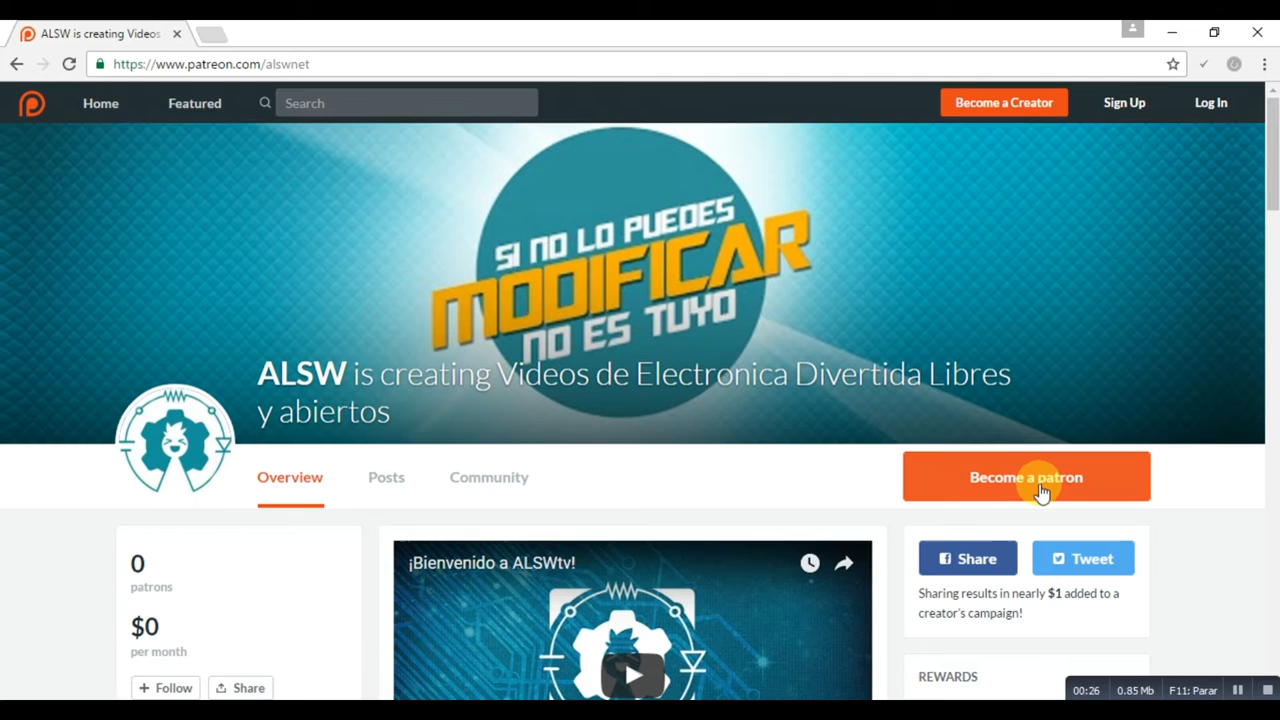 ALSW is creating Videos
https://www.patreon.com/alswnet
Home Featured Search Become a Creator Sign Up Log In
SI NO LO PUEDES
MODIFICAR
NO ES TUYO
ALSW is creating Videos de Electronica Divertida Libres
y abiertos
Overview Posts Community Become a patron
0
patrons
$0
per month
+ Follow Share
¡Bienvenido a ALSWtv!
Share Tweet
Sharing results in nearly $1 added to a
creator's campaign!
REWARDS
00:26 0.85 Mb F11: Parar